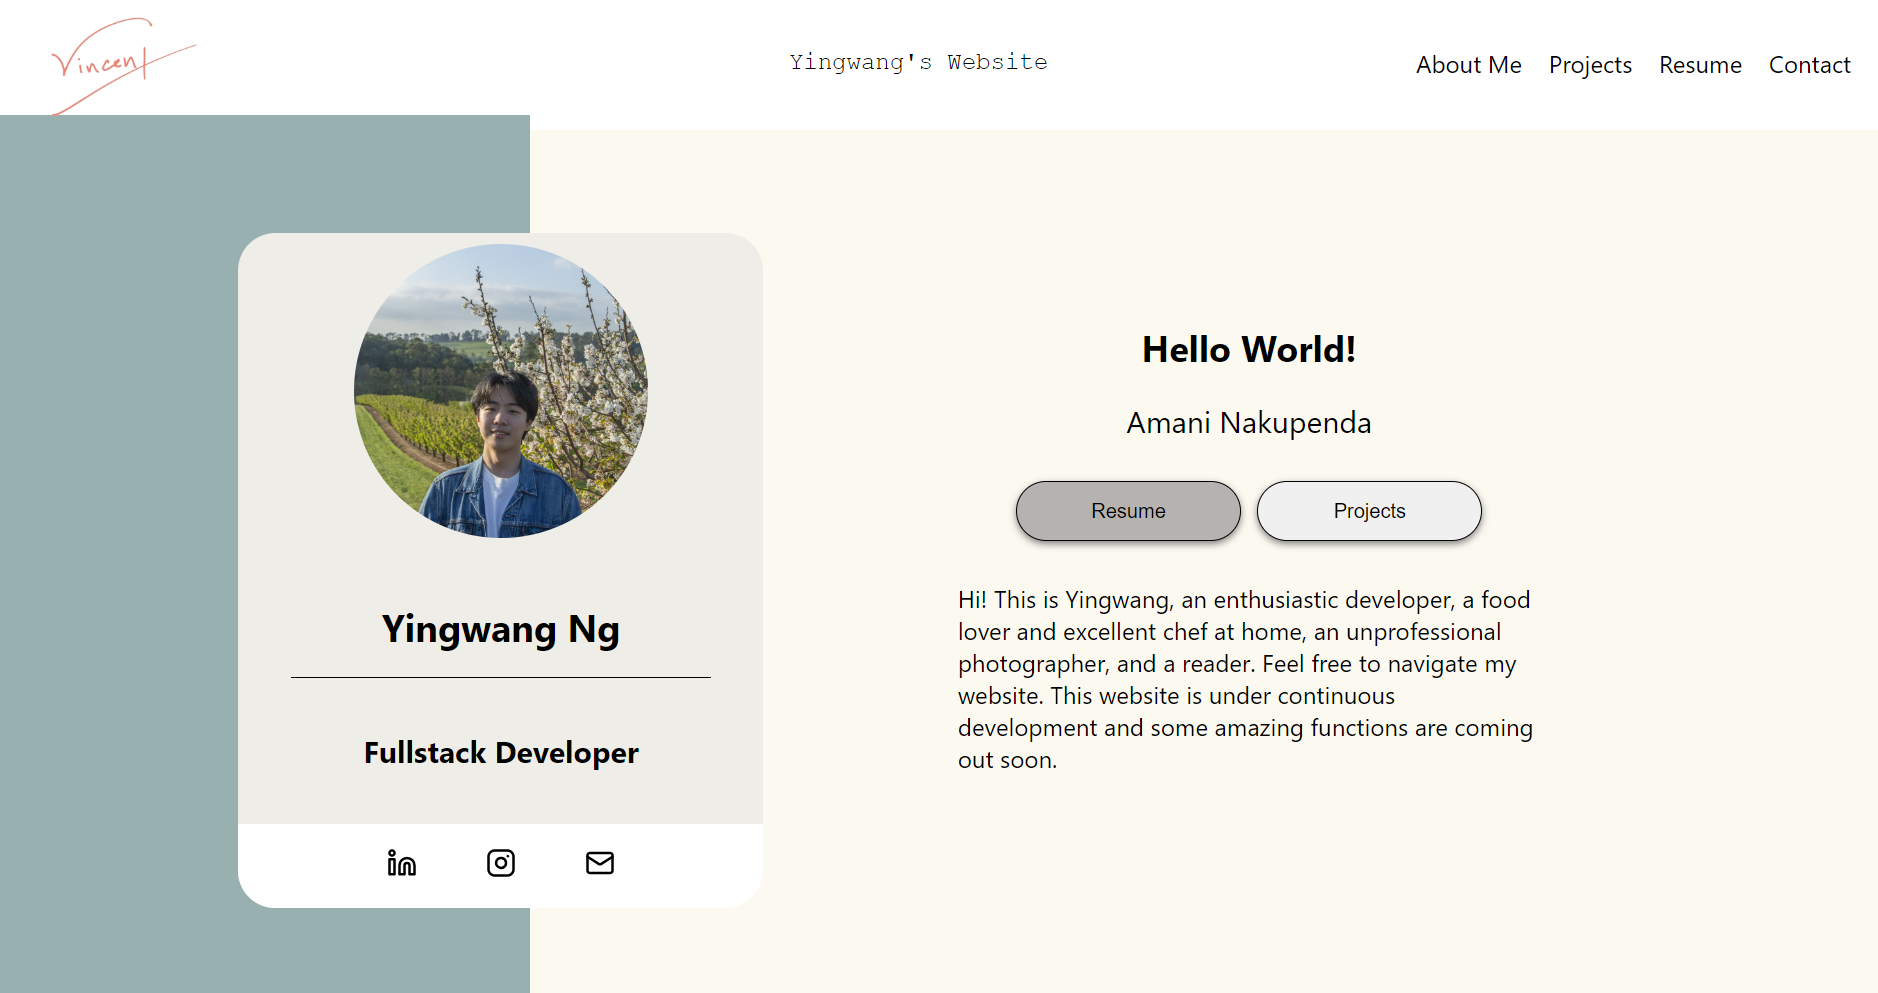 Vincent
Yingwang's Website
About Me Projects Resume Contact
Yingwang Ng
Fullstack Developer
in
Hello World!
Amani Nakupenda
Resume Projects
Hi! This is Yingwang, an enthusiastic developer, a food
lover and excellent chef at home, an unprofessional
photographer, and a reader. Feel free to navigate my
website. This website is under continuous
development and some amazing functions are coming
out soon.